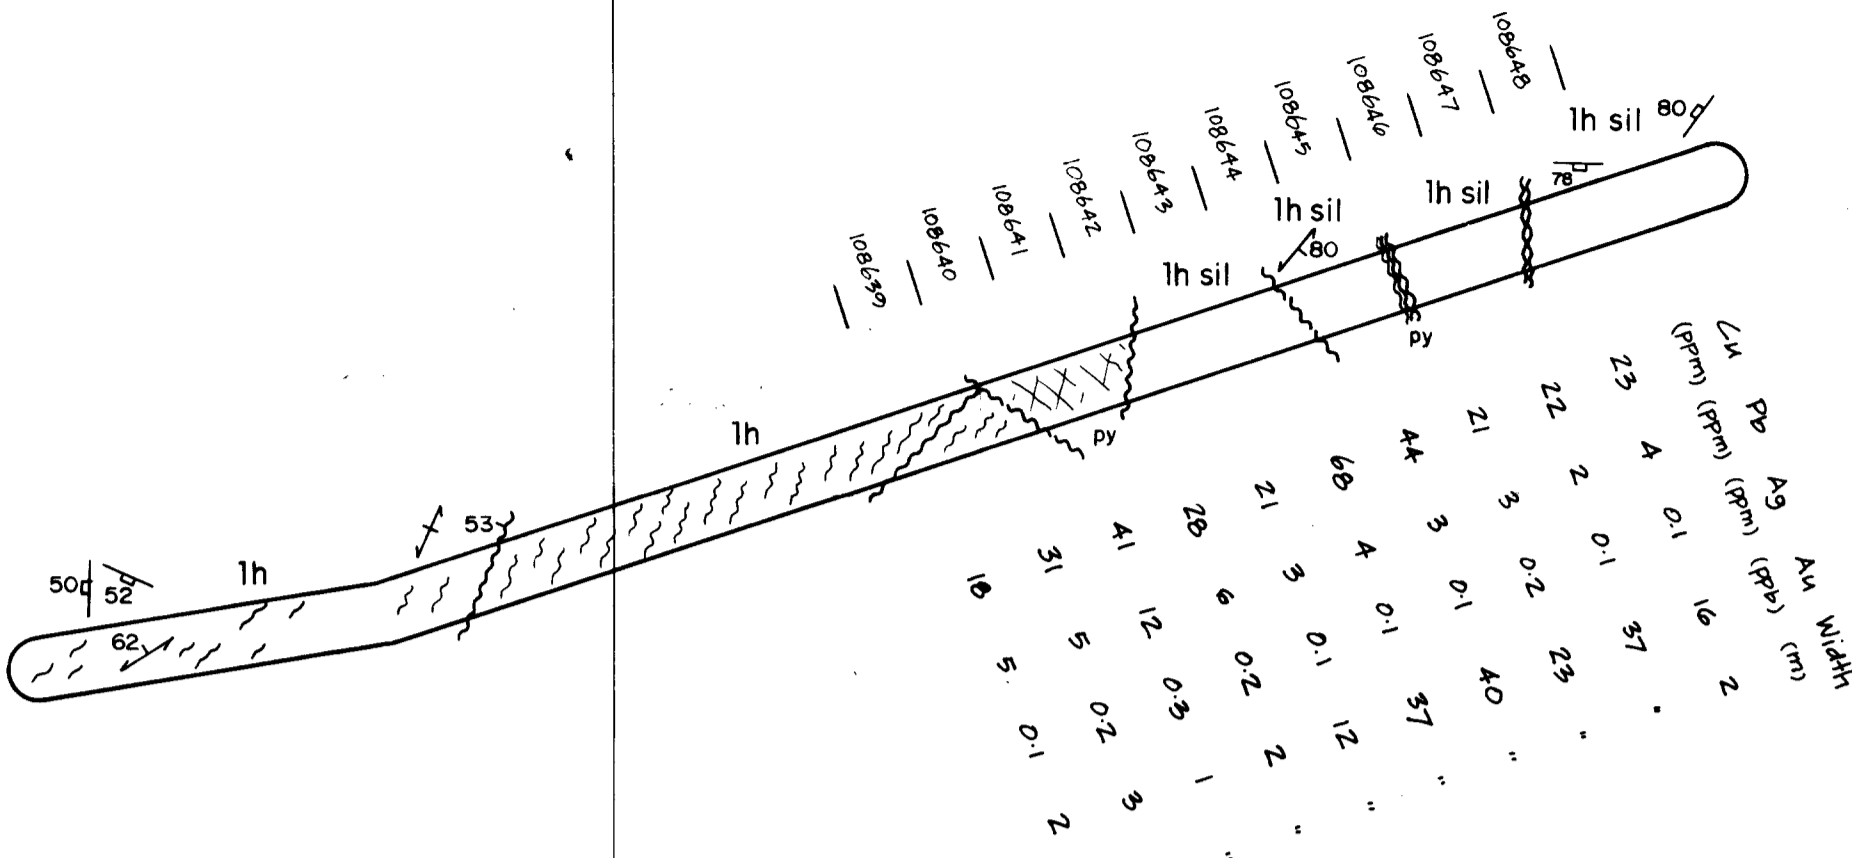 108639
108640
108641
108642
108643
108644
108645
108646
108647
108648
1h sil 80
78
1h sil
1h sil
80
1h sil
py
py
1h
53
1h
50
52
62
Cu Pb Ag Au Width
(ppm) (ppm) (ppm) (ppb) (m)
23 4 0.1 16 2
22 2 0.1 37 "
21 3 0.2 23 "
44 3 0.1 40 "
68 4 0.1 37 "
21 3 0.1 12 "
28 6 0.2 2 "
41 12 0.3 1 "
31 5 0.2 3
18 5 0.1 2